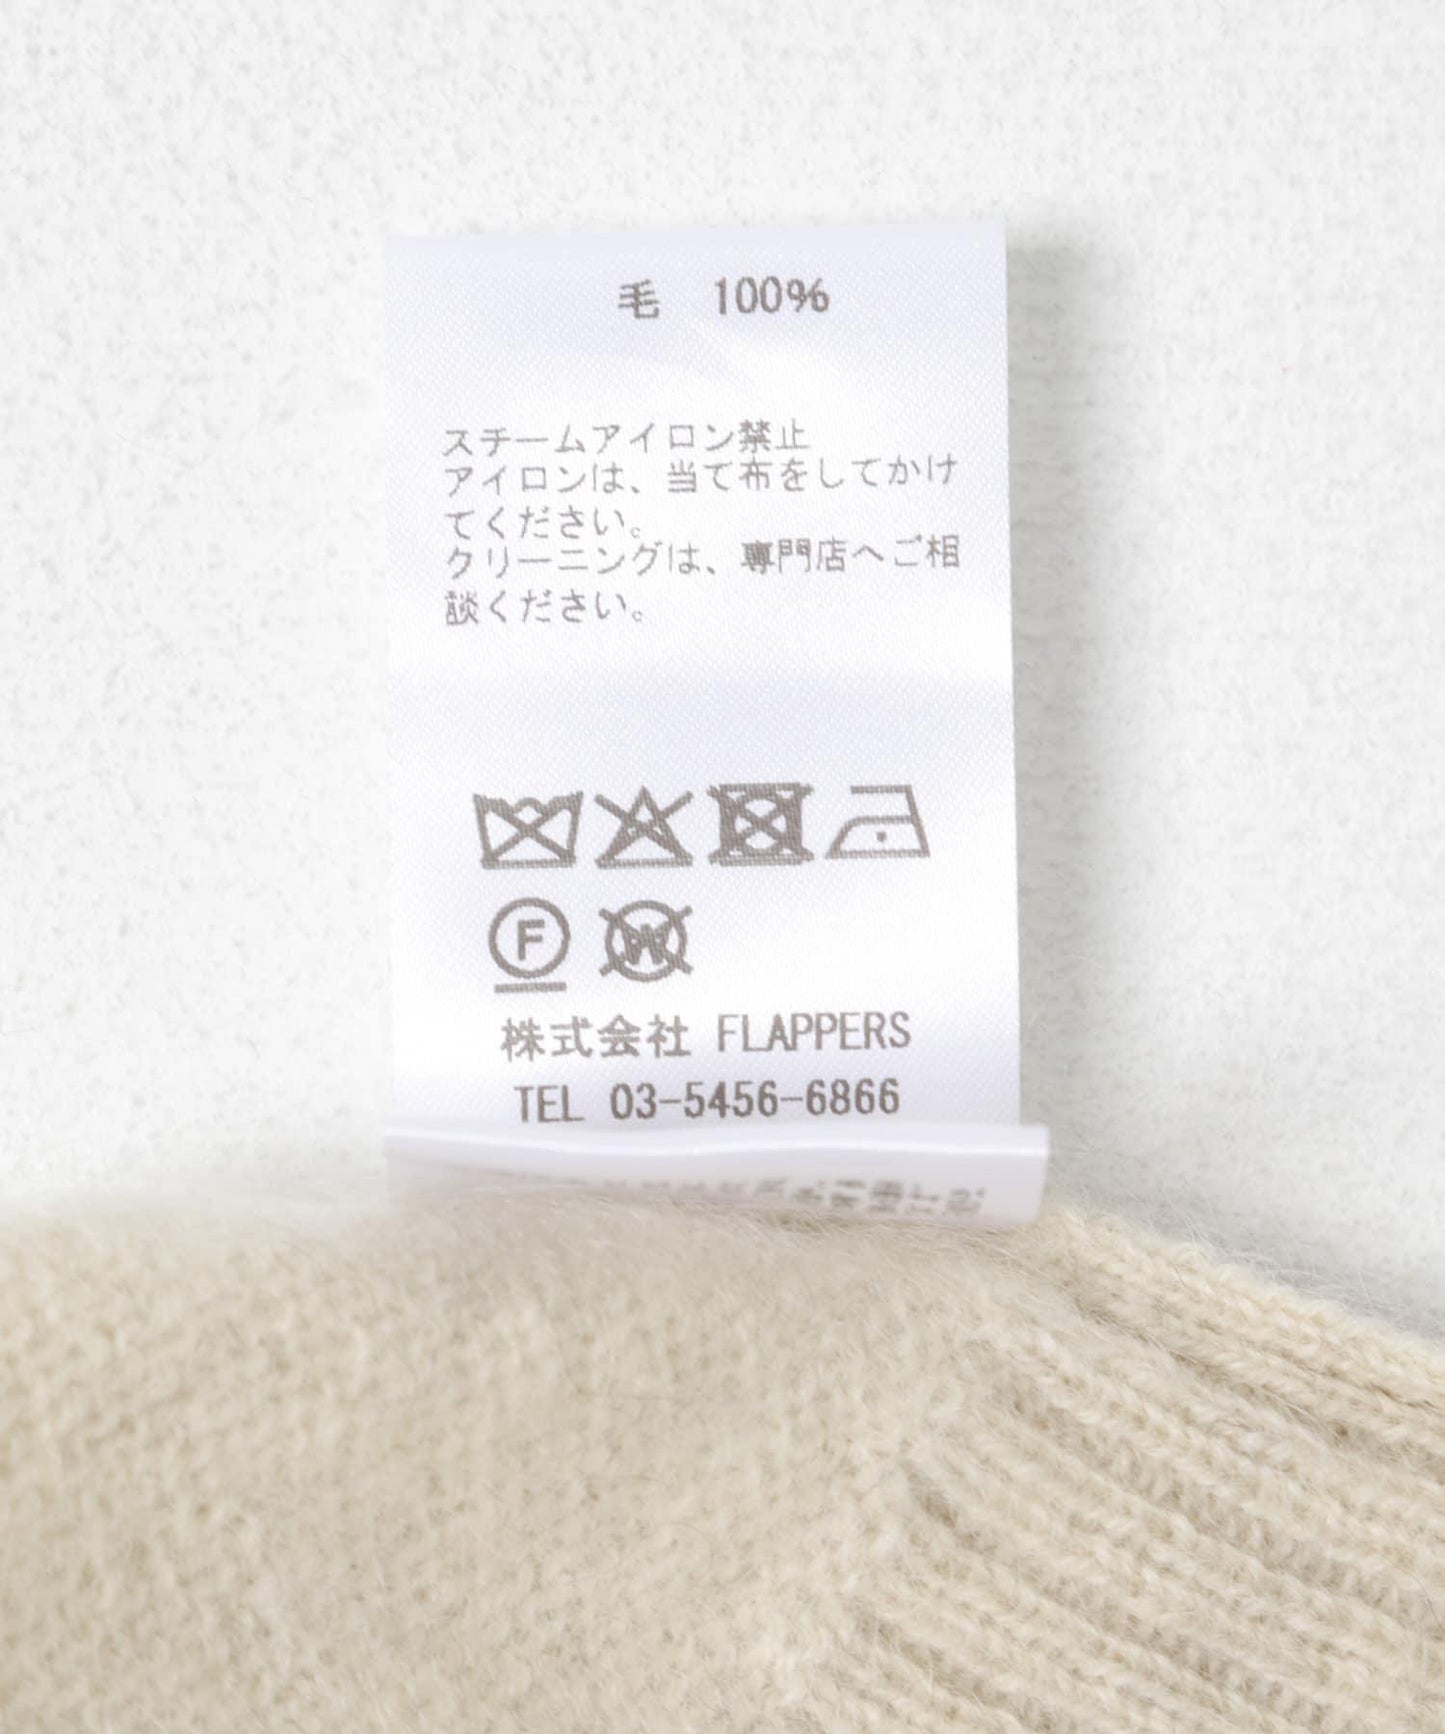 毛 100%
スチームアイロン禁止
アイロンは、当て布をしてかけ
てください。
クリーニングは、専門店へご相
談ください。
F W
株式会社 FLAPPERS
TEL 03-5456-6866